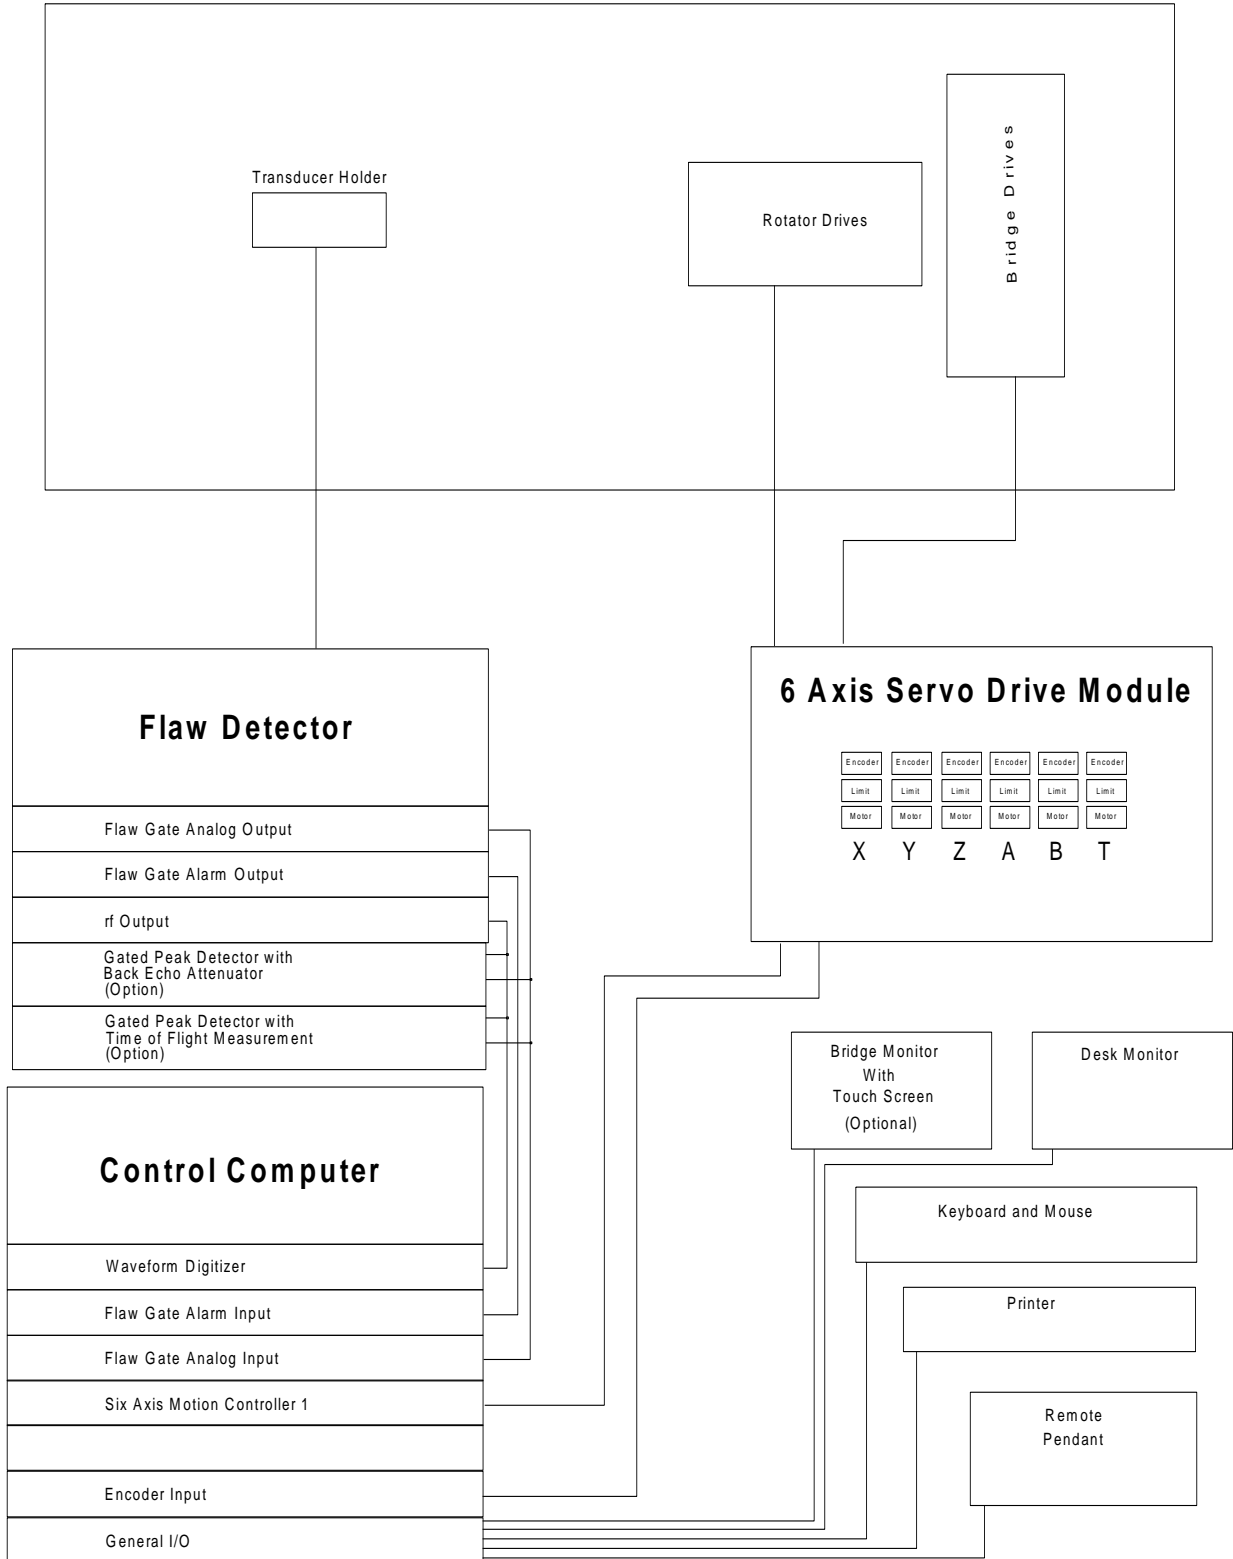 Transducer Holder
Rotator Drives
Bridge Drives
Flaw Detector
Flaw Gate Analog Output
Flaw Gate Alarm Output
rf Output
Gated Peak Detector with
Back Echo Attenuator
(Option)
Gated Peak Detector with
Time of Flight Measurement
(Option)
6 Axis Servo Drive Module
Encoder Encoder Encoder Encoder Encoder Encoder
Limit Limit Limit Limit Limit Limit
Motor Motor Motor Motor Motor Motor
X Y Z A B T
Control Computer
Waveform Digitizer
Flaw Gate Alarm Input
Flaw Gate Analog Input
Six Axis Motion Controller 1
Encoder Input
General I/O
Bridge Monitor
With
Touch Screen
(Optional)
Desk Monitor
Keyboard and Mouse
Printer
Remote
Pendant